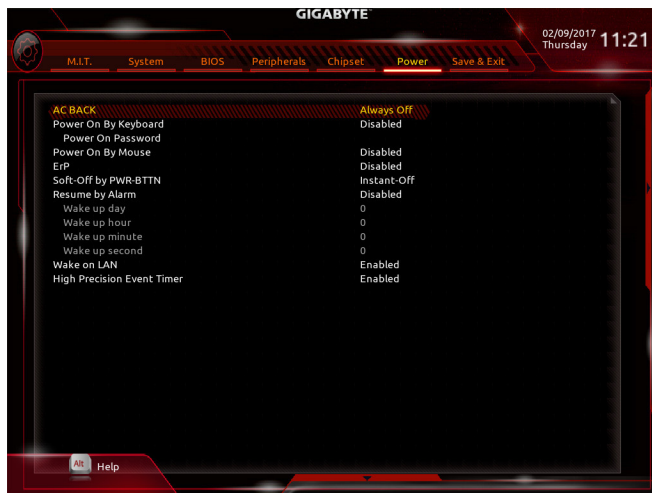 GIGABYTE™
02/09/2017 Thursday 11:21
M.I.T. System BIOS Peripherals Chipset Power Save & Exit
AC BACK Always Off
Power On By Keyboard Disabled
Power On Password
Power On By Mouse Disabled
ErP Disabled
Soft-Off by PWR-BTTN Instant-Off
Resume by Alarm Disabled
Wake up day 0
Wake up hour 0
Wake up minute 0
Wake up second 0
Wake on LAN Enabled
High Precision Event Timer Enabled
Alt Help